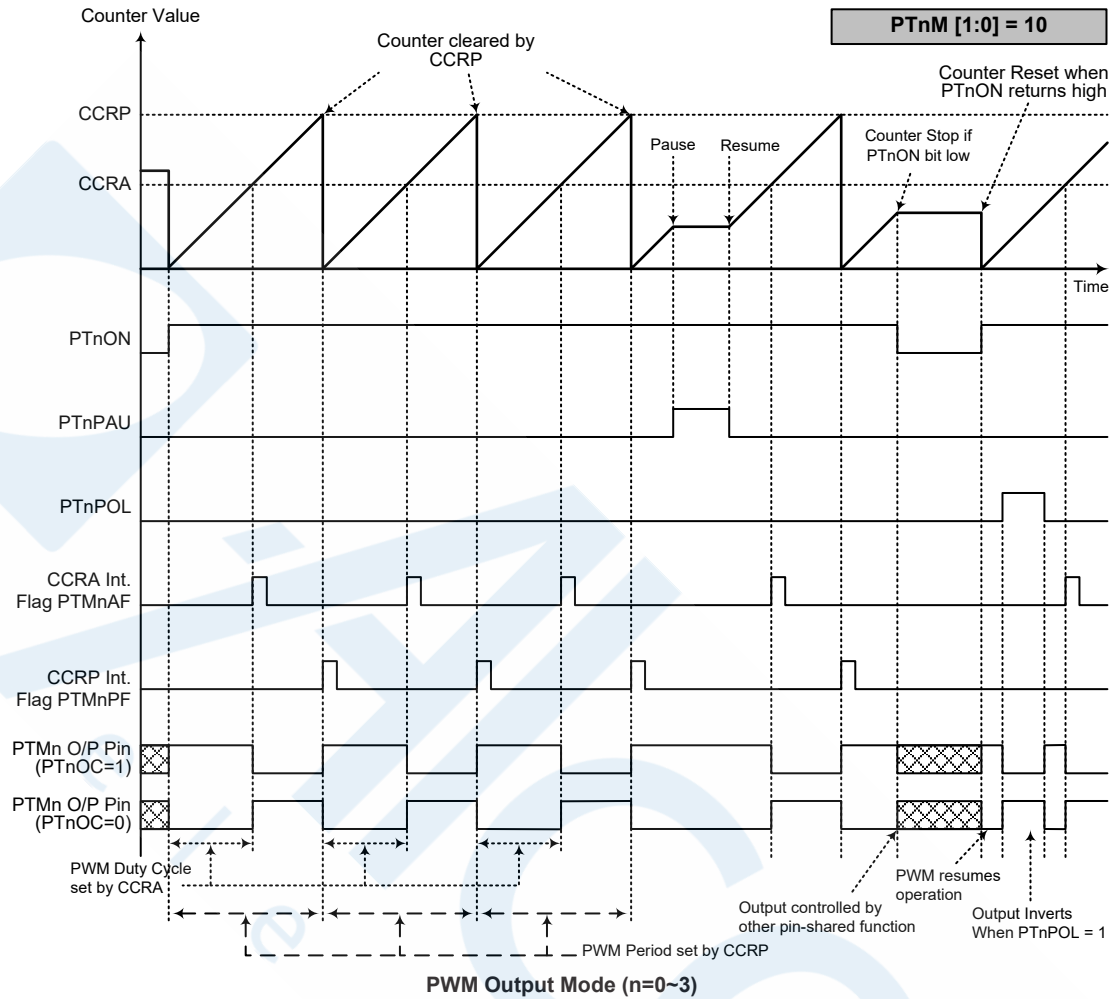 Counter Value
PTnM [1:0] = 10
Counter cleared by
CCRP
Counter Reset when
PTnON returns high
CCRP
Pause
Resume
Counter Stop if
PTnON bit low
CCRA
Time
PTnON
PTnPAU
PTnPOL
CCRA Int.
Flag PTMnAF
CCRP Int.
Flag PTMnPF
PTMn O/P Pin
(PTnOC=1)
PTMn O/P Pin
(PTnOC=0)
PWM Duty Cycle
set by CCRA
PWM resumes
operation
Output controlled by
other pin-shared function
Output Inverts
When PTnPOL = 1
PWM Period set by CCRP
PWM Output Mode (n=0~3)